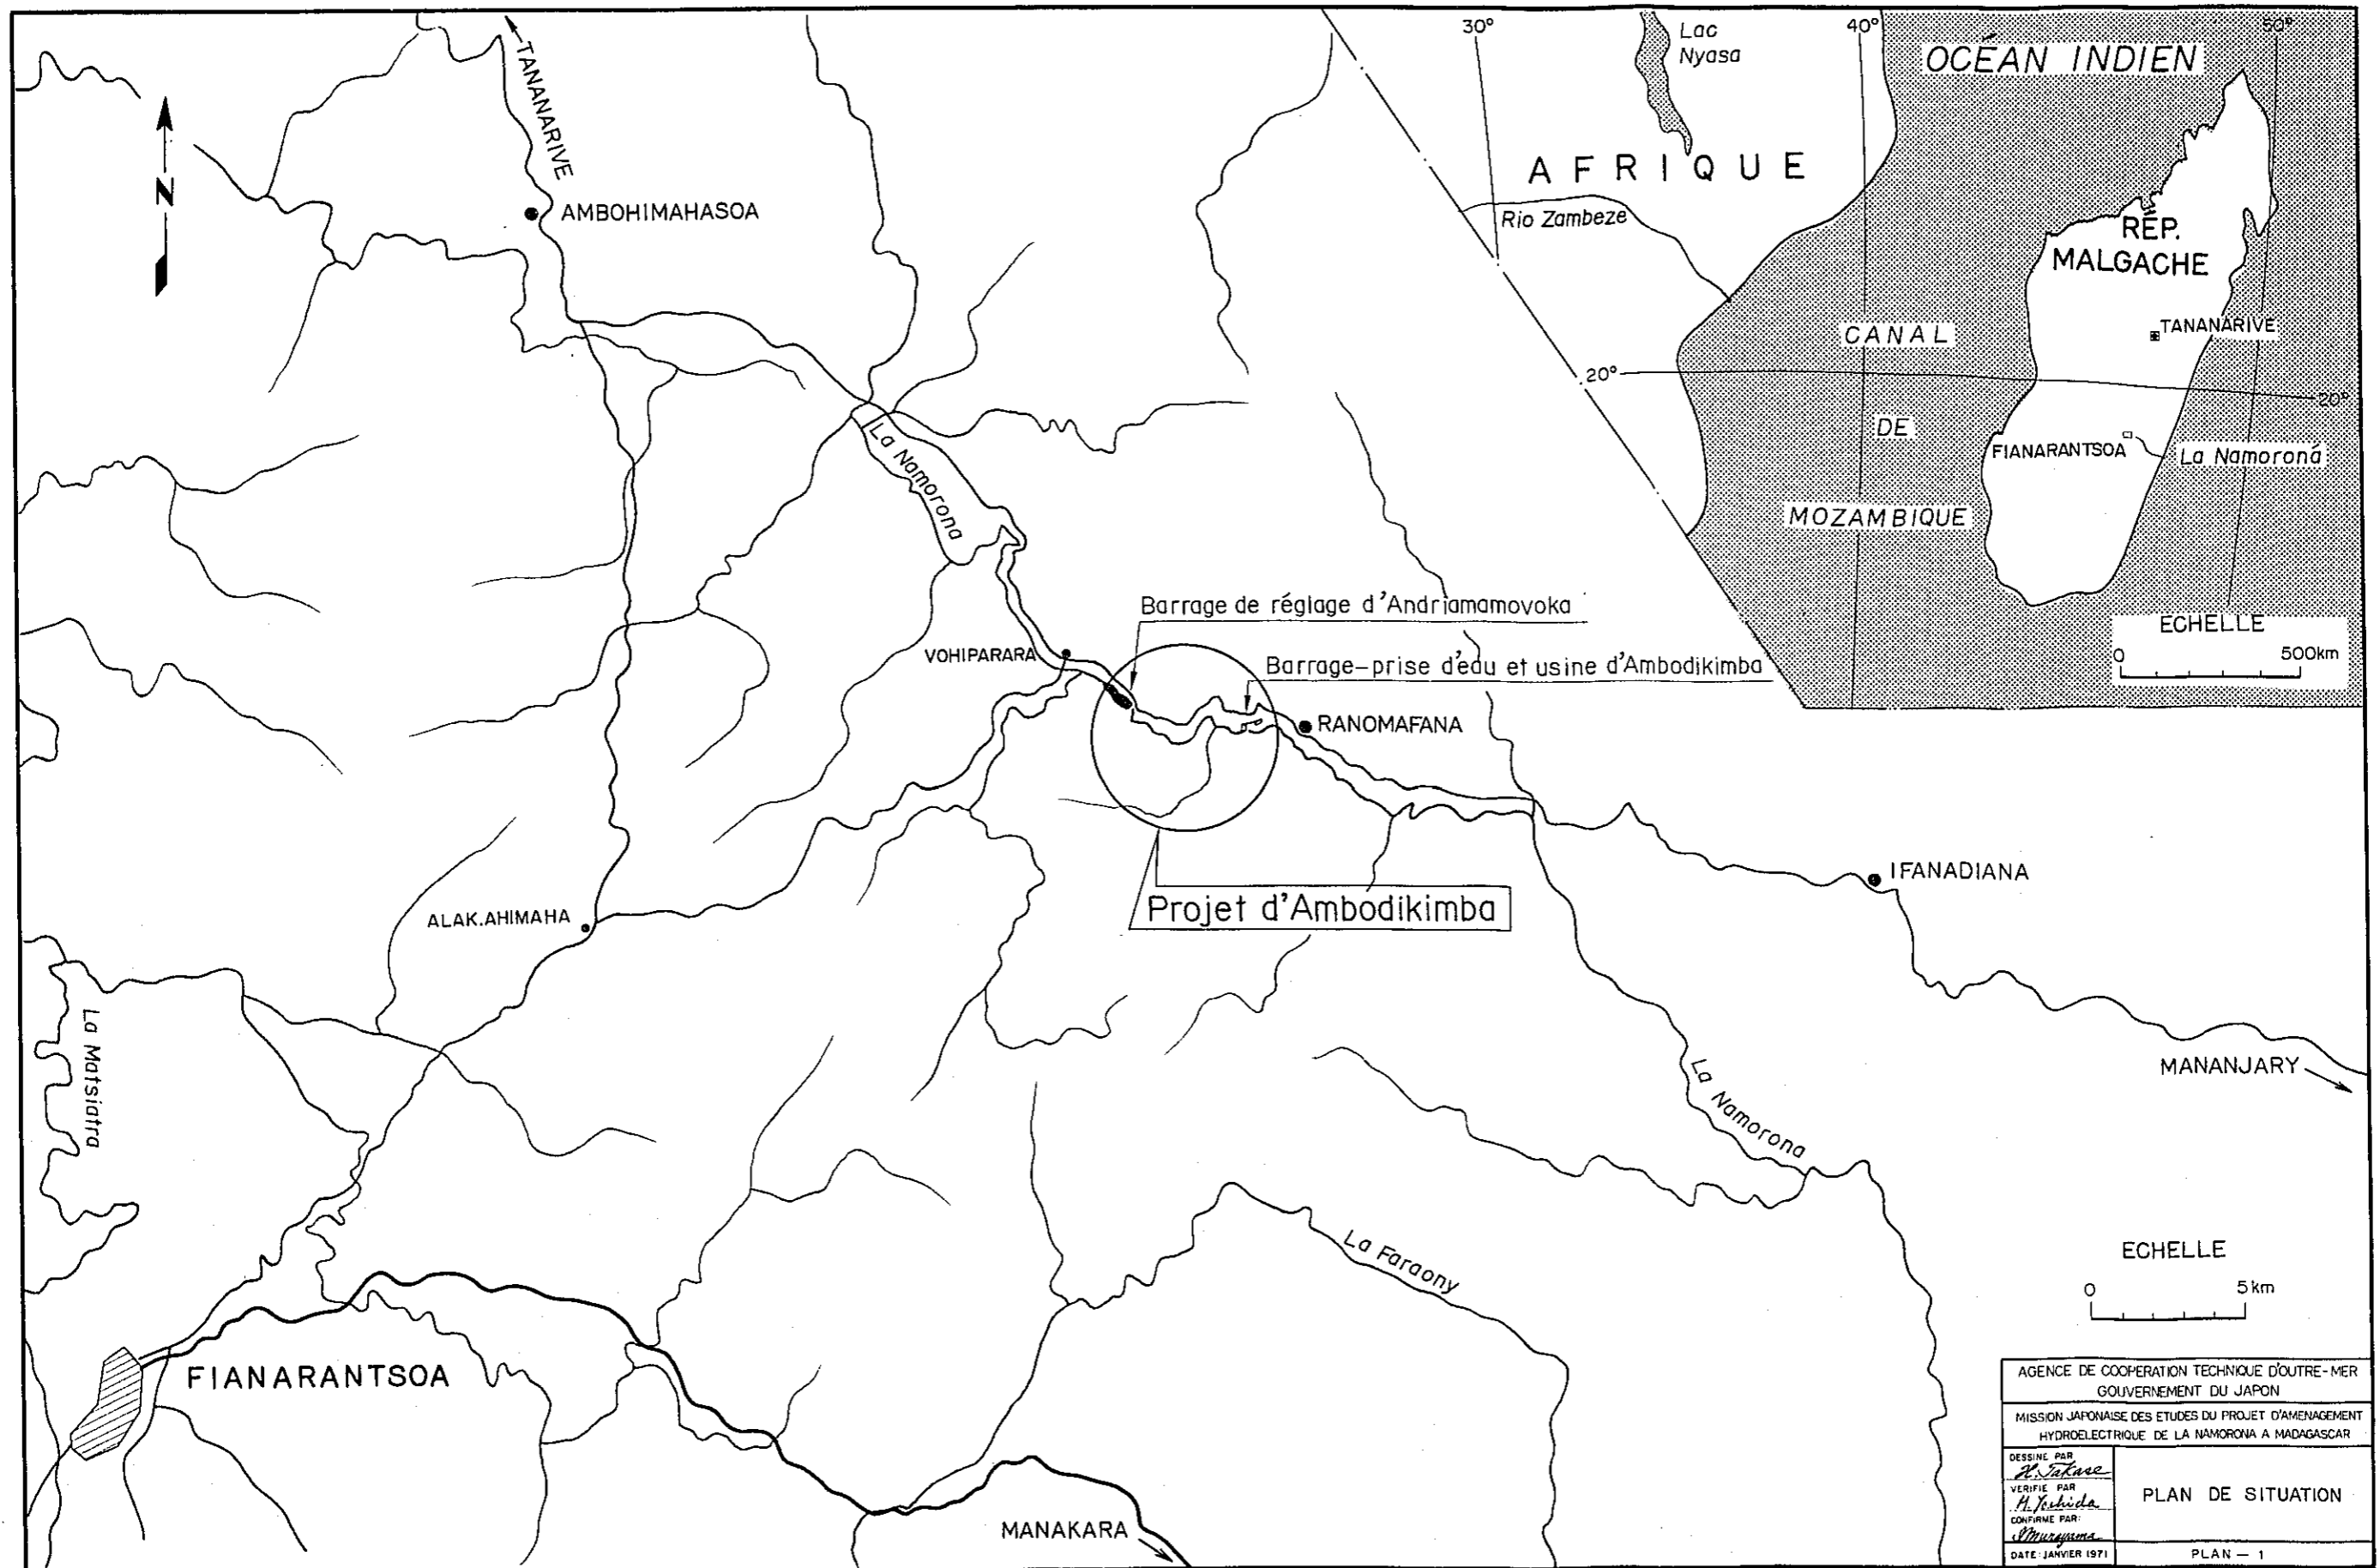 TANANARIVE
N
AMBOHIMAHASOA
La Namorona
VOHIPARARA
Barrage de réglage d'Andriamamovoka
Barrage-prise d'eau et usine d'Ambodikimba
RANOMAFANA
Projet d'Ambodikimba
ALAK.AHIMAHA
IFANADIANA
La Matsiatra
La Namorona
MANANJARY
La Faraony
FIANARANTSOA
MANAKARA
30°
40°
50°
Lac
Nyasa
OCÉAN INDIEN
AFRIQUE
Rio Zambeze
RÉP.
MALGACHE
TANANARIVE
CANAL
20°
20°
DE
FIANARANTSOA
La Namoroná
MOZAMBIQUE
ECHELLE
0 500km
ECHELLE
0 5km
AGENCE DE COOPERATION TECHNIQUE D'OUTRE-MER
GOUVERNEMENT DU JAPON
MISSION JAPONAISE DES ETUDES DU PROJET D'AMENAGEMENT
HYDROELECTRIQUE DE LA NAMORONA A MADAGASCAR
DESSINE PAR
H. Takase
VERIFIE PAR
H. Yoshida
CONFIRME PAR:
Murayama
DATE: JANVIER 1971
PLAN DE SITUATION
PLAN — 1